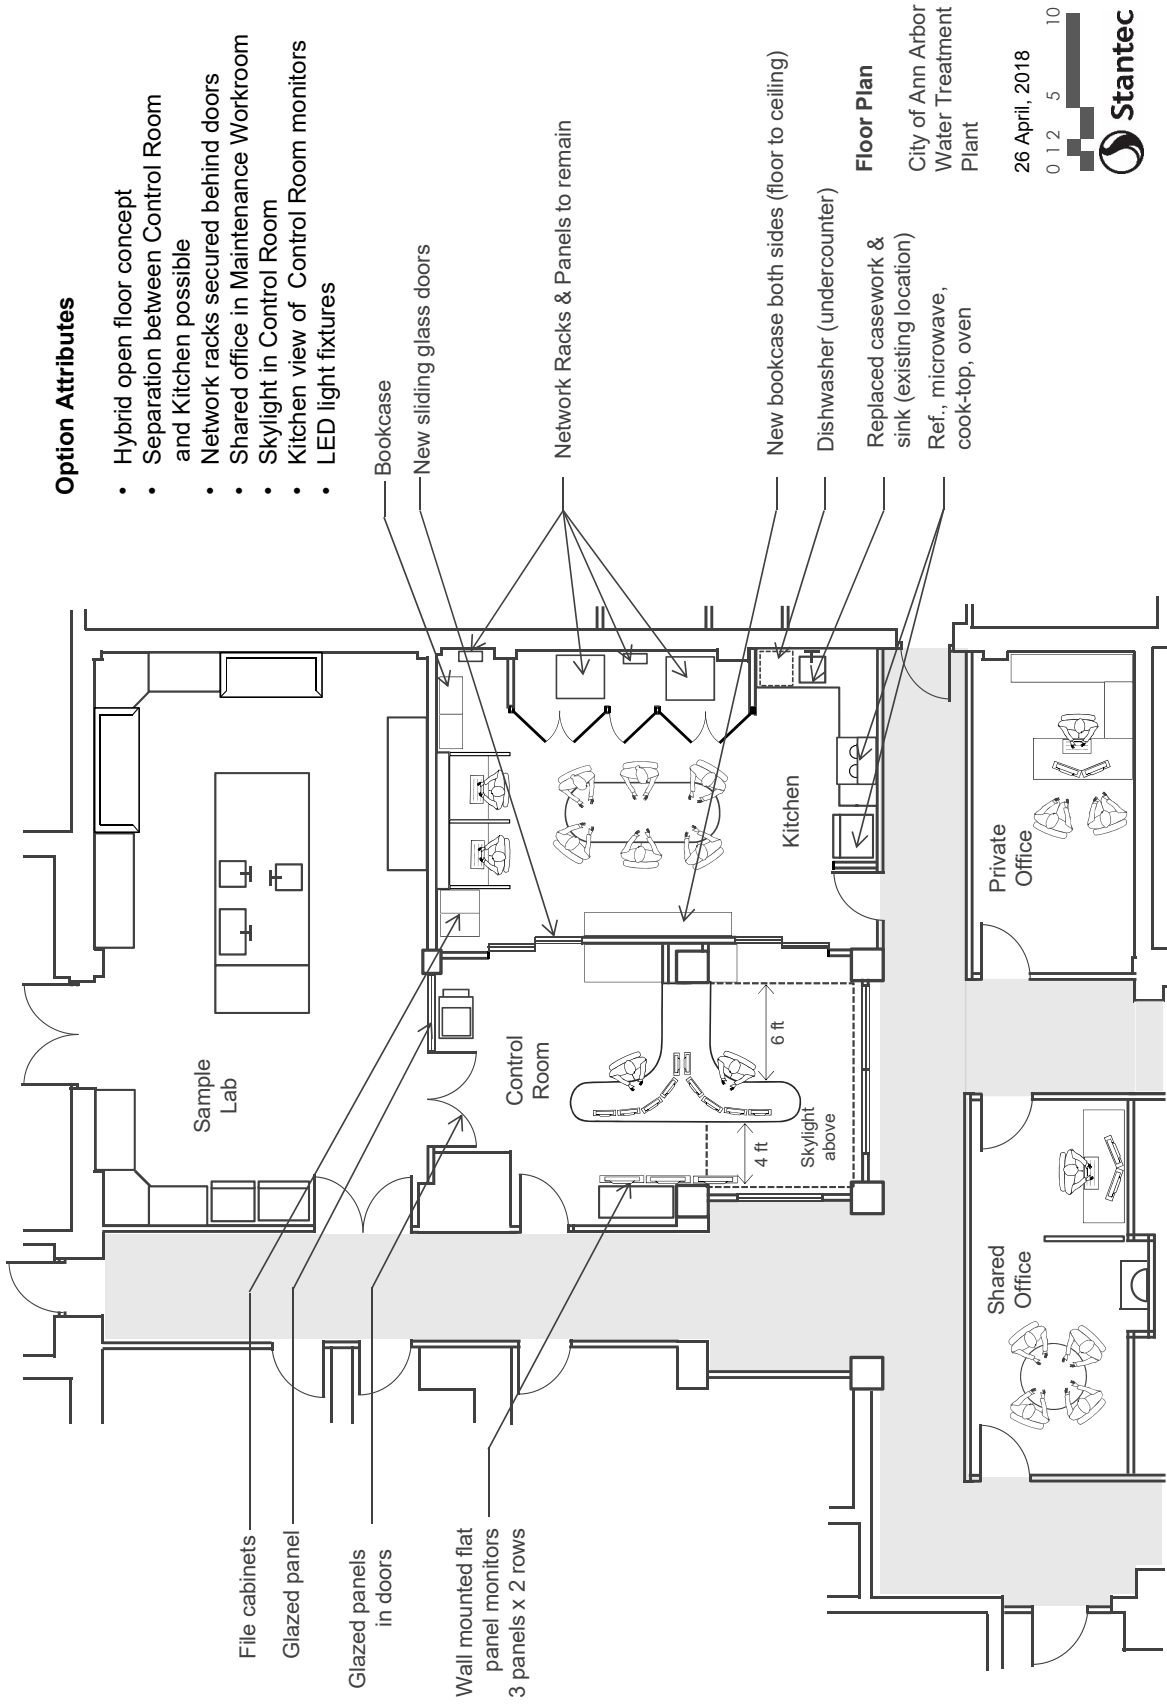 Option Attributes
• Hybrid open floor concept
• Separation between Control Room
and Kitchen possible
• Network racks secured behind doors
• Shared office in Maintenance Workroom
• Skylight in Control Room
• Kitchen view of Control Room monitors
• LED light fixtures
Bookcase
New sliding glass doors
Network Racks & Panels to remain
New bookcase both sides (floor to ceiling)
Dishwasher (undercounter)
Replaced casework &
sink (existing location)
Ref., microwave,
cook-top, oven
File cabinets
Glazed panel
Glazed panels
in doors
Wall mounted flat
panel monitors
3 panels x 2 rows
Sample
Lab
Control
Room
Kitchen
6 ft
4 ft
Skylight
above
Shared
Office
Private
Office
Floor Plan
City of Ann Arbor
Water Treatment
Plant
26 April, 2018
0 1 2 5 10
Stantec